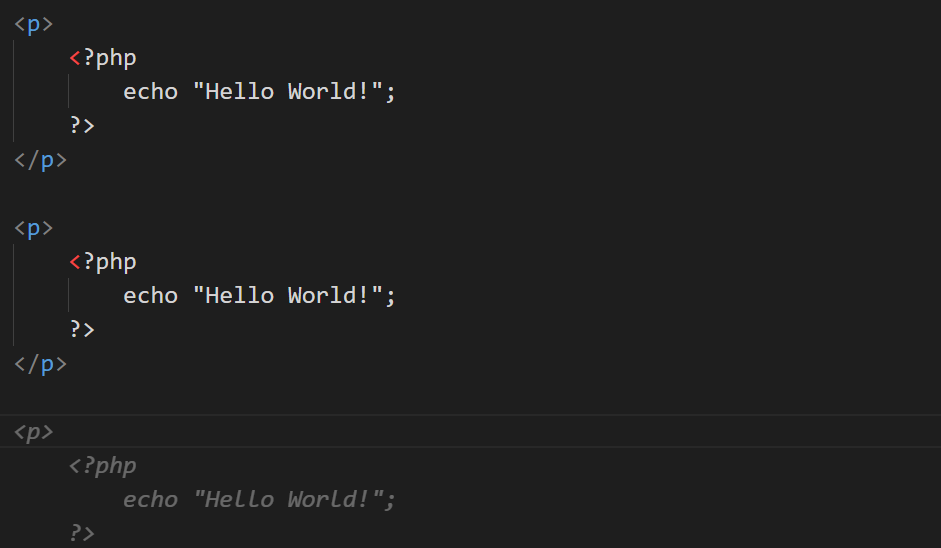 <p>
    <?php
        echo "Hello World!";
    ?>
</p>

<p>
    <?php
        echo "Hello World!";
    ?>
</p>

<p>
    <?php
        echo "Hello World!";
    ?>